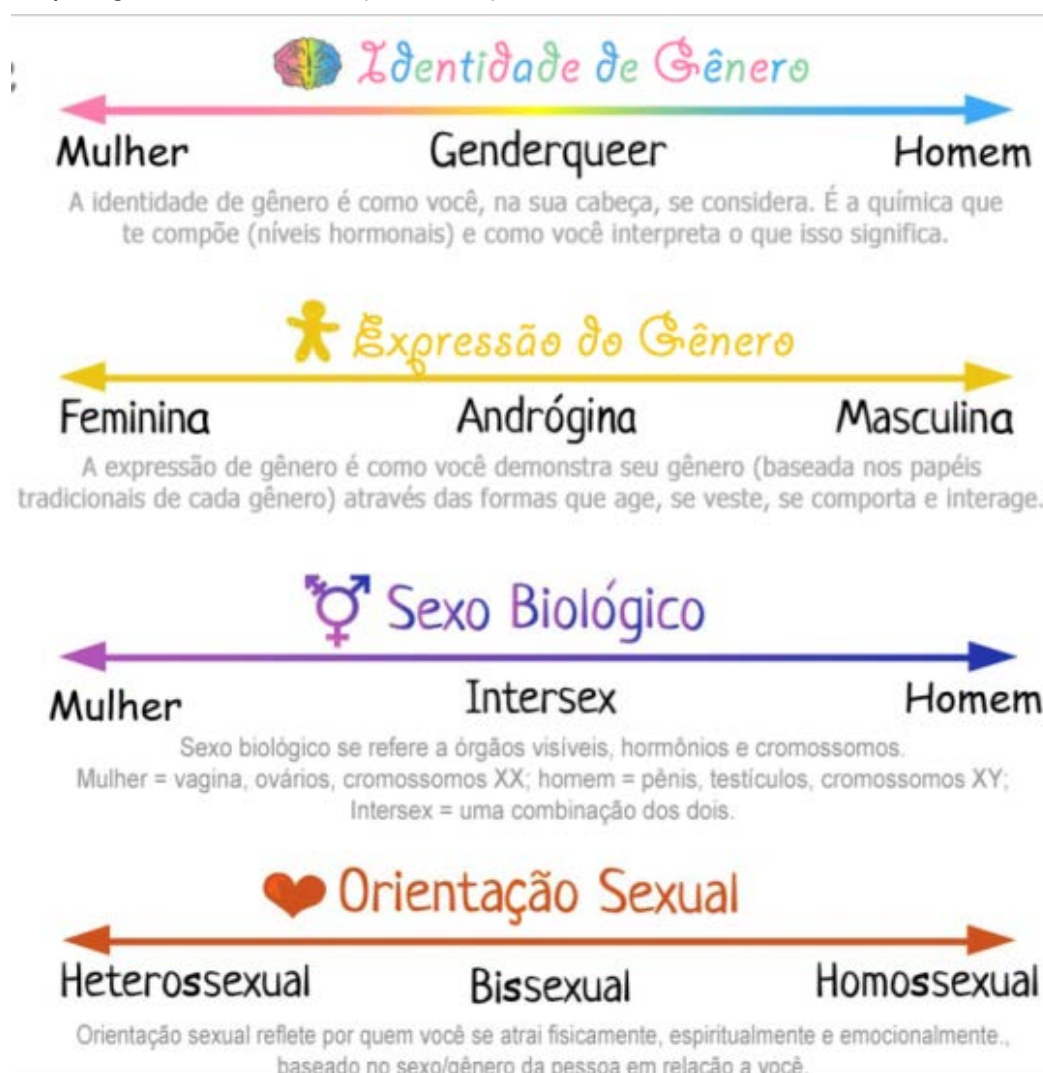 Identidade de Gênero
Mulher Genderqueer Homem
A identidade de gênero é como você, na sua cabeça, se considera. É a química que
te compõe (níveis hormonais) e como você interpreta o que isso significa.
Expressão do Gênero
Feminina Andrógina Masculina
A expressão de gênero é como você demonstra seu gênero (baseada nos papéis
tradicionais de cada gênero) através das formas que age, se veste, se comporta e interage.
Sexo Biológico
Mulher Intersex Homem
Sexo biológico se refere a órgãos visíveis, hormônios e cromossomos.
Mulher = vagina, ovários, cromossomos XX; homem = pênis, testículos, cromossomos XY;
Intersex = uma combinação dos dois.
Orientação Sexual
Heterossexual Bissexual Homossexual
Orientação sexual reflete por quem você se atrai fisicamente, espiritualmente e emocionalmente.,
baseado no sexo/gênero da pessoa em relação a você.